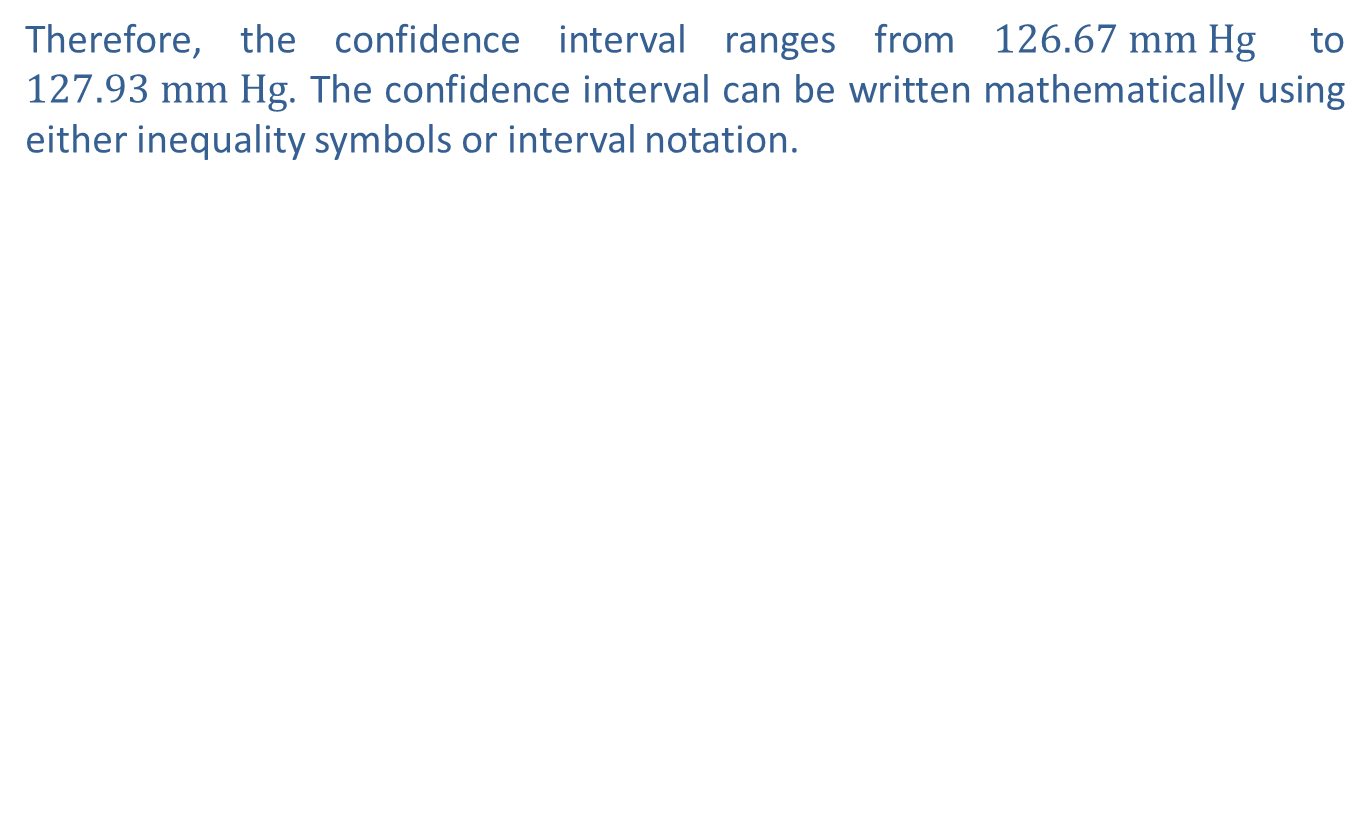 Therefore, the confidence interval ranges from 126.67 mm Hg to
127.93 mm Hg. The confidence interval can be written mathematically using
either inequality symbols or interval notation.